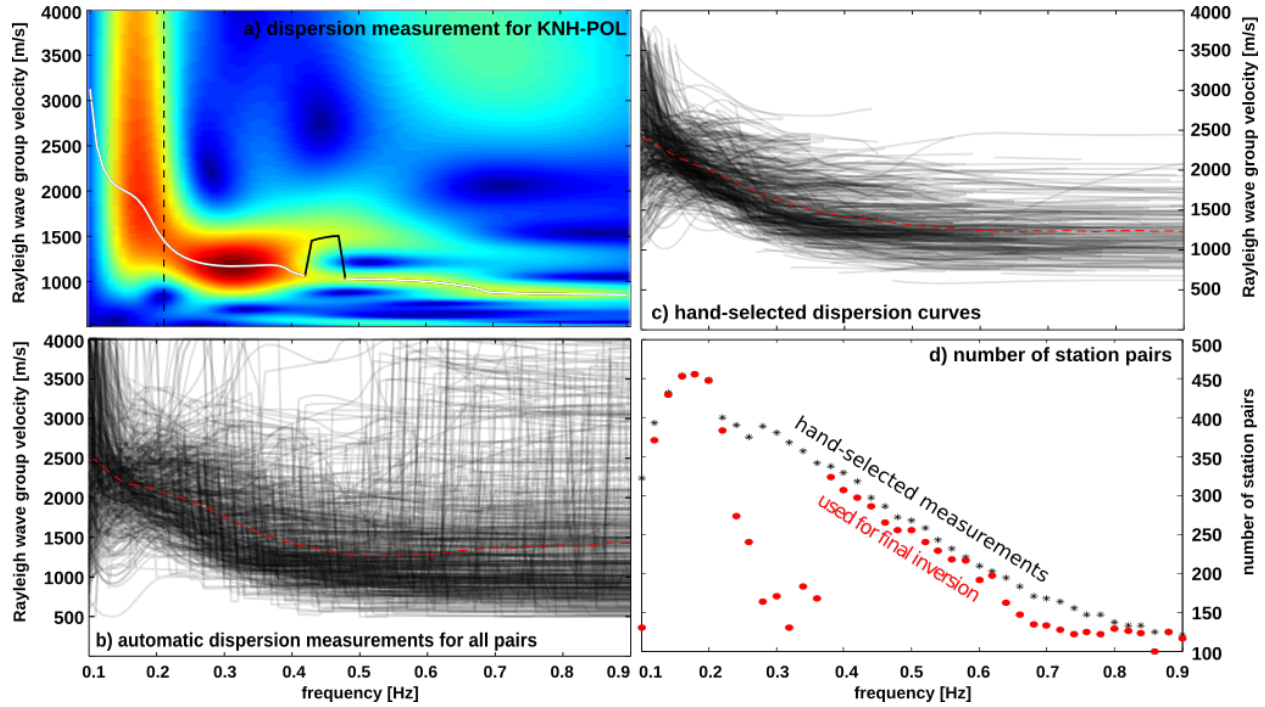 a) dispersion measurement for KNH-POL
Rayleigh wave group velocity [m/s]
4000
3500
3000
2500
2000
1500
1000
c) hand-selected dispersion curves
4000
3500
3000
2500
2000
1500
1000
500
Rayleigh wave group velocity [m/s]
b) automatic dispersion measurements for all pairs
Rayleigh wave group velocity [m/s]
4000
3500
3000
2500
2000
1500
1000
500
0.1 0.2 0.3 0.4 0.5 0.6 0.7 0.8 0.9
frequency [Hz]
d) number of station pairs
hand-selected measurements
used for final inversion
500
450
400
350
300
250
200
150
100
number of station pairs
0.1 0.2 0.3 0.4 0.5 0.6 0.7 0.8 0.9
frequency [Hz]